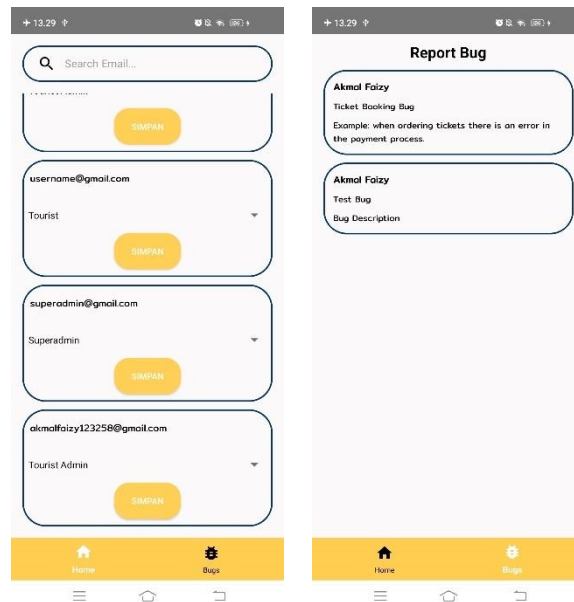 13.29
Search Email...
SIMPAN
username@gmail.com
Tourist
SIMPAN
superadmin@gmail.com
Superadmin
SIMPAN
akmalfaizy123258@gmail.com
Tourist Admin
SIMPAN
Home
Bugs
13.29
Report Bug
Akmal Faizy
Ticket Booking Bug
Example: when ordering tickets there is an error in
the payment process.
Akmal Faizy
Test Bug
Bug Description
Home
Bugs